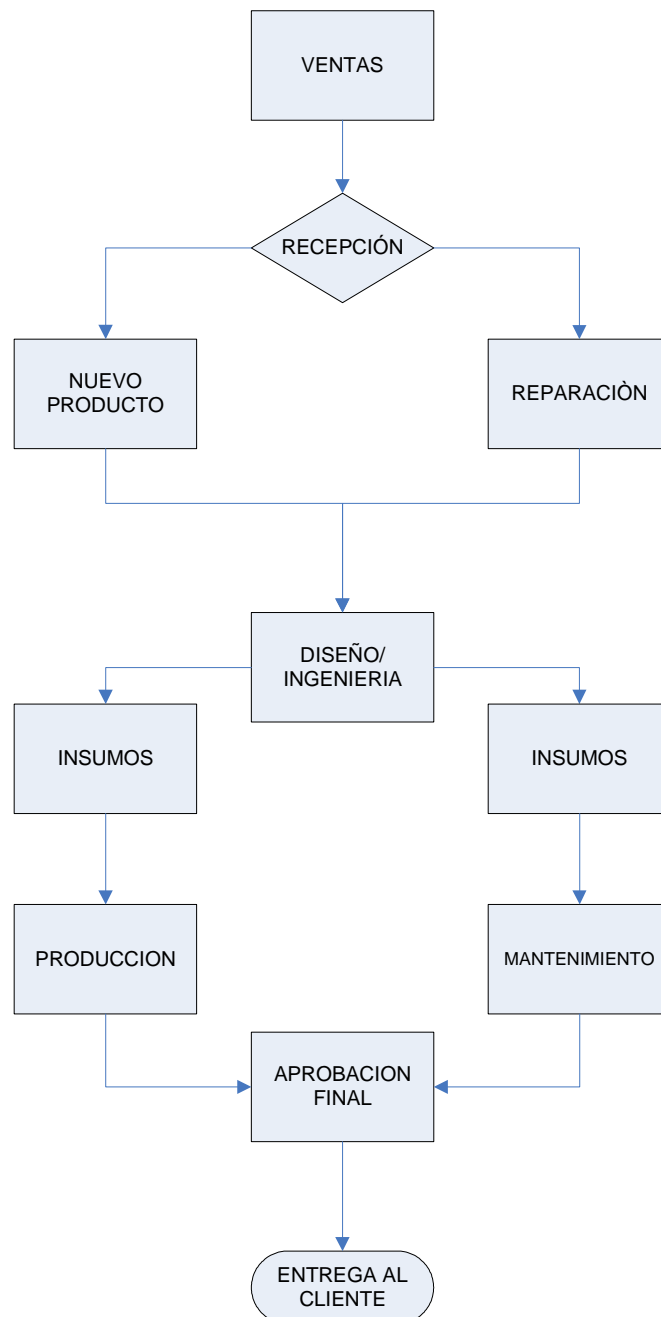 VENTAS
RECEPCIÓN
NUEVO
PRODUCTO
REPARACIÒN
DISEÑO/
INGENIERIA
INSUMOS
INSUMOS
PRODUCCION
MANTENIMIENTO
APROBACION
FINAL
ENTREGA AL
CLIENTE